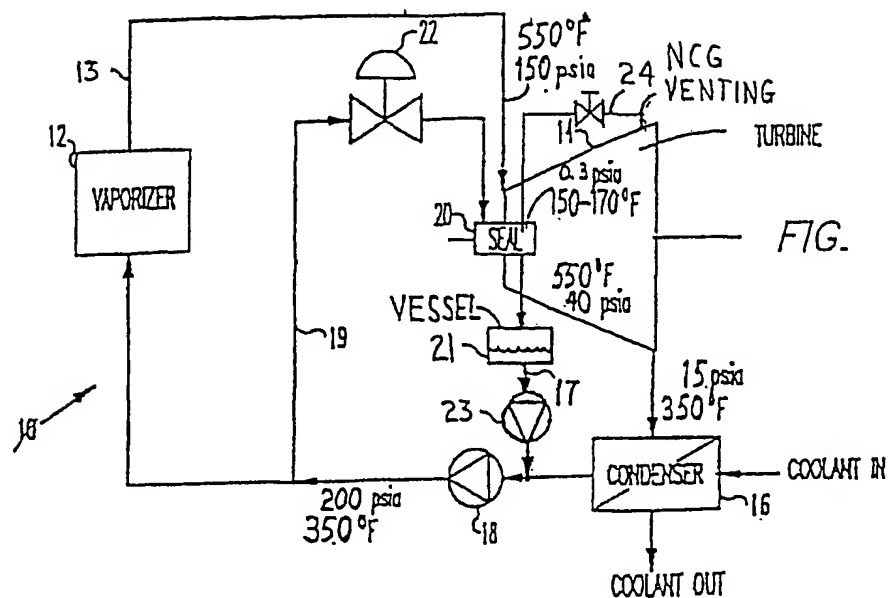 22
13
550°F
150 psia
24
NCG
VENTING
12
VAPORIZER
11
TURBINE
0.3 psia
150-170°F
20
SEAL
FIG.
550°F
40 psia
VESSEL
21
19
17
15 psia
350°F
10
23
CONDENSER
COOLANT IN
16
200 psia
350°F
18
COOLANT OUT